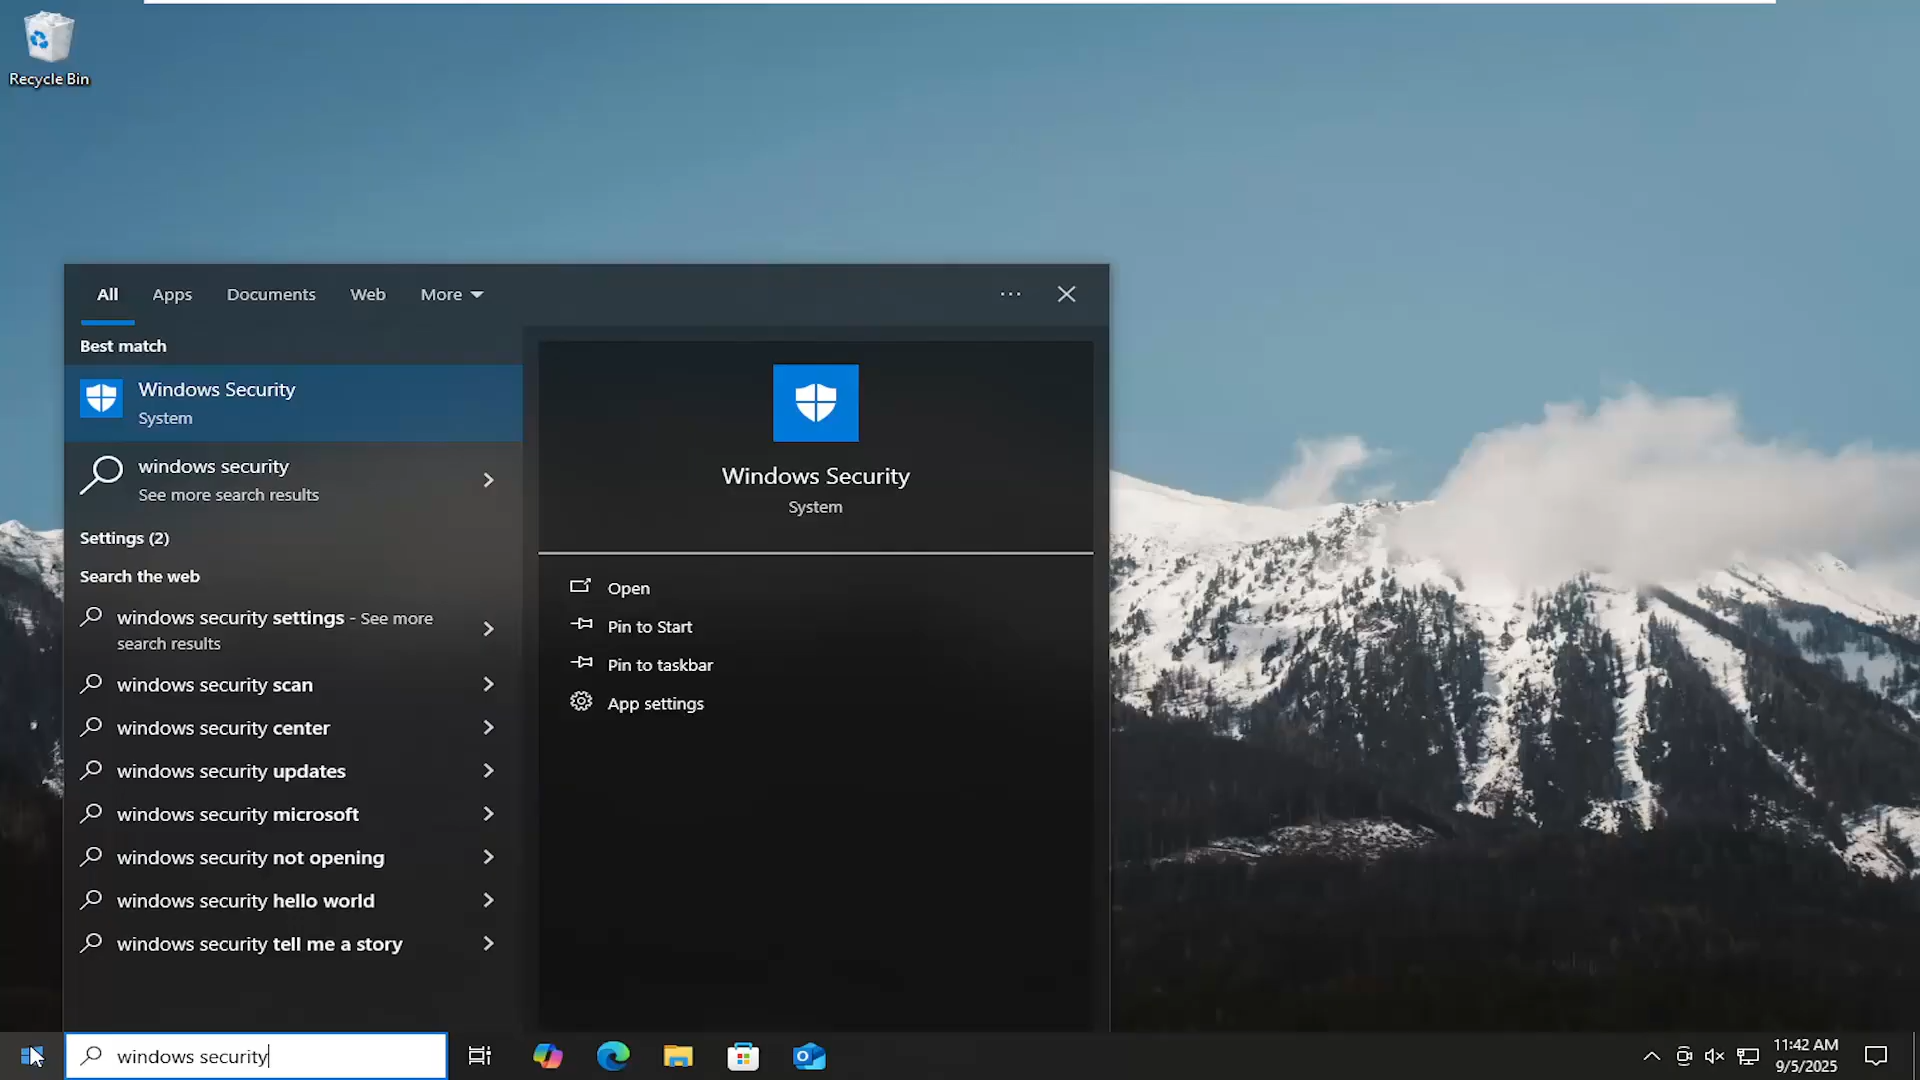 Recycle Bin
All Apps Documents Web More
Best match
Windows Security
System
windows security
See more search results
Settings (2)
Search the web
windows security settings - See more
search results
windows security scan
windows security center
windows security updates
windows security microsoft
windows security not opening
windows security hello world
windows security tell me a story
Windows Security
System
Open
Pin to Start
Pin to taskbar
App settings
windows security
11:42 AM
9/5/2025